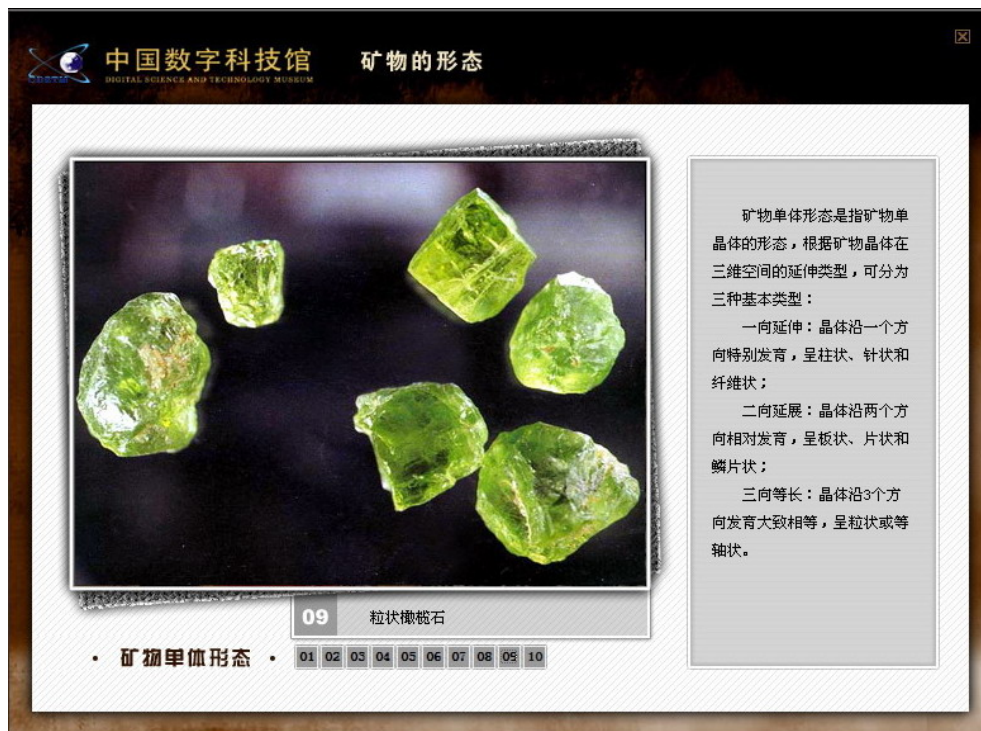 中国数字科技馆
DIGITAL SCIENCE AND TECHNOLOGY MUSEUM
矿物的形态
矿物单体形态是指矿物单
晶体的形态，根据矿物晶体在
三维空间的延伸类型，可分为
三种基本类型：
一向延伸：晶体沿一个方
向特别发育，呈柱状、针状和
纤维状；
二向延展：晶体沿两个方
向相对发育，呈板状、片状和
鳞片状；
三向等长：晶体沿3个方
向发育大致相等，呈粒状或等
轴状。
09 粒状橄榄石
· 矿物单体形态 ·
01 02 03 04 05 06 07 08 09 10